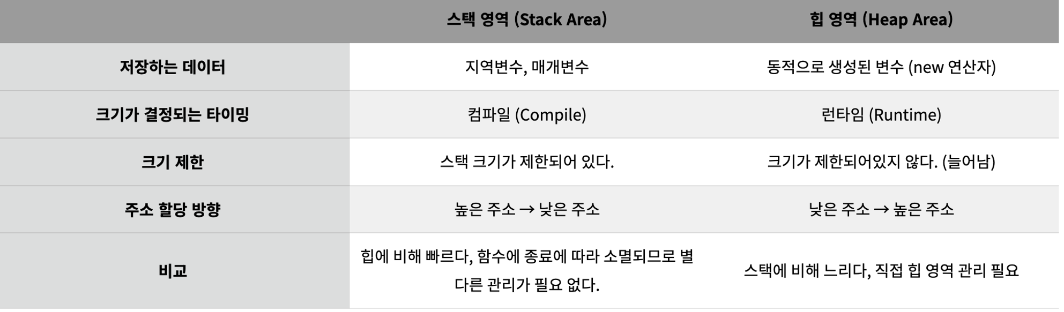 스택 영역 (Stack Area) 힙 영역 (Heap Area)
저장하는 데이터 지역변수, 매개변수 동적으로 생성된 변수 (new 연산자)
크기가 결정되는 타이밍 컴파일 (Compile) 런타임 (Runtime)
크기 제한 스택 크기가 제한되어 있다. 크기가 제한되어있지 않다. (늘어남)
주소 할당 방향 높은 주소 → 낮은 주소 낮은 주소 → 높은 주소
비교 힙에 비해 빠르다, 함수에 종료에 따라 소멸되므로 별
다른 관리가 필요 없다. 스택에 비해 느리다, 직접 힙 영역 관리 필요